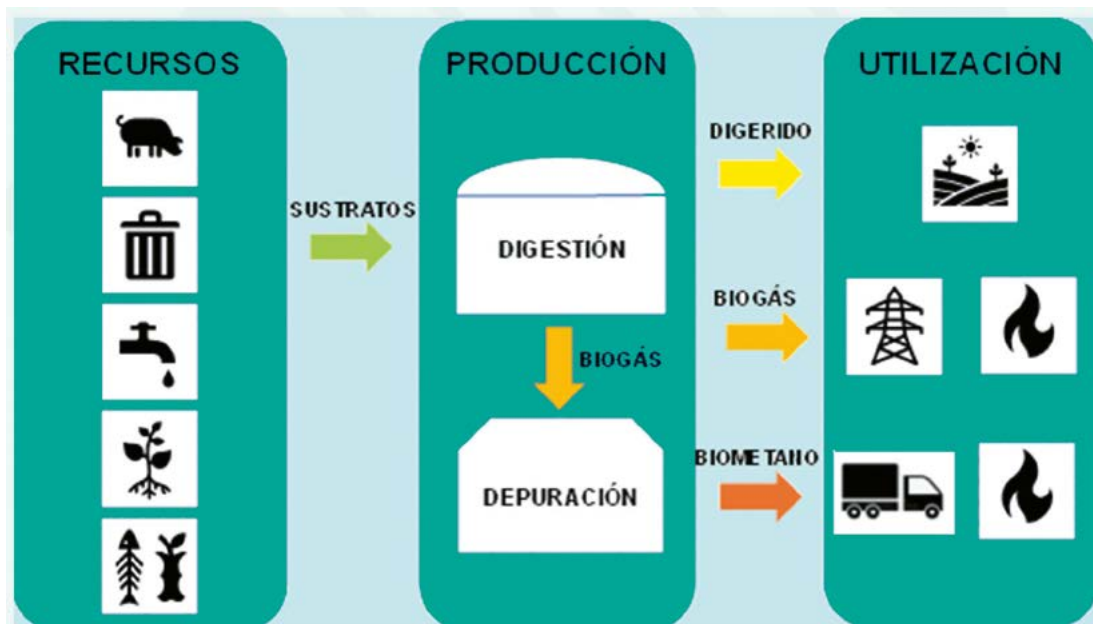 RECURSOS
SUSTRATOS
PRODUCCIÓN
DIGESTIÓN
BIOGÁS
DEPURACIÓN
DIGERIDO
BIOGÁS
BIOMETANO
UTILIZACIÓN